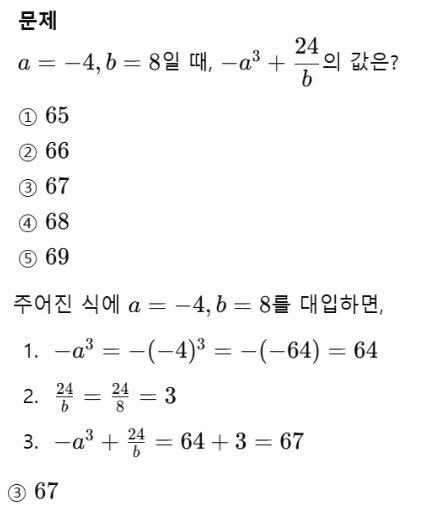 문제
a = −4, b = 8일 때, −a³ + 24/b의 값은?
① 65
② 66
③ 67
④ 68
⑤ 69
주어진 식에 a = −4, b = 8를 대입하면,
1. −a³ = −(−4)³ = −(−64) = 64
2. 24/b = 24/8 = 3
3. −a³ + 24/b = 64 + 3 = 67
③ 67